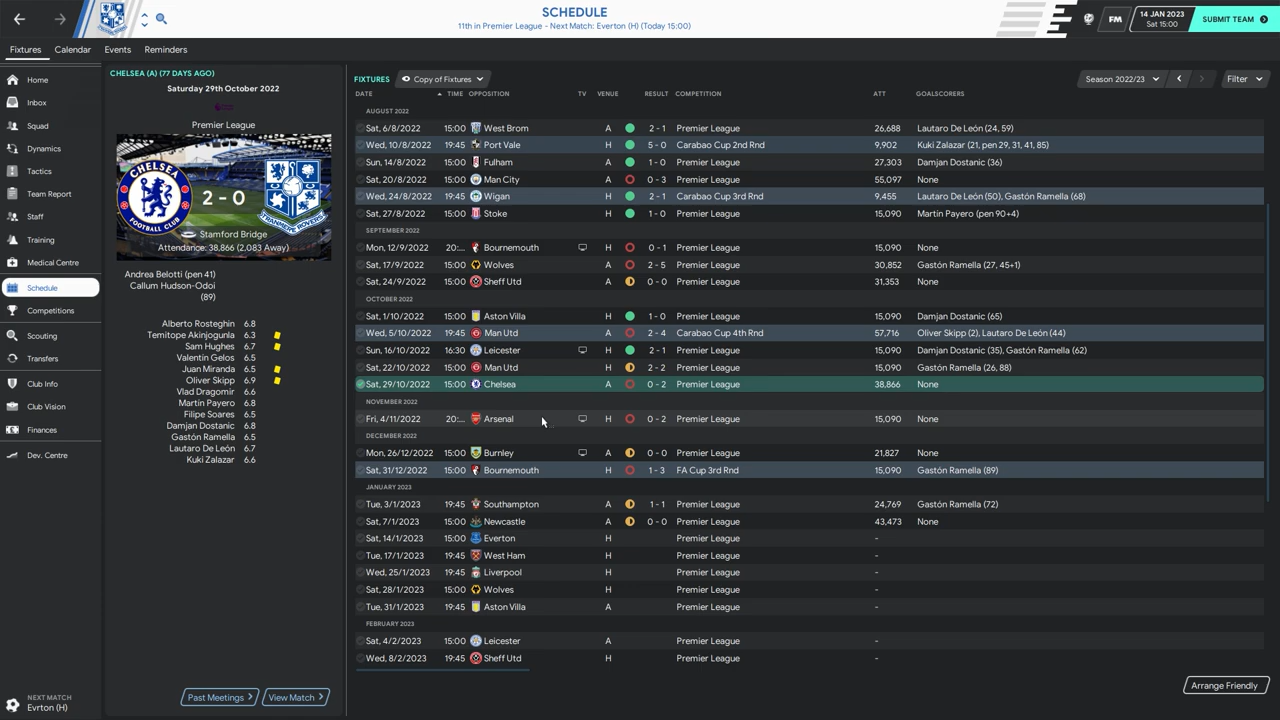 SCHEDULE
11th in Premier League - Next Match: Everton (H) (Today 15:00)
FM
14 JAN 2023
Sat 15:00
SUBMIT TEAM
Fixtures Calendar Events Reminders
Home
Inbox
Squad
Dynamics
Tactics
Team Report
Staff
Training
Medical Centre
Schedule
Competitions
Scouting
Transfers
Club Info
Club Vision
Finances
Dev. Centre
NEXT MATCH
Evrton (H)
CHELSEA (A) (77 DAYS AGO)
Saturday 29th October 2022
Premier League
CHELSEA
FOOTBALL CLUB
2 - 0
TRANMERE ROVERS
Stamford Bridge
Attendance: 38,866 (2,083 Away)
Andrea Belotti (pen 41)
Callum Hudson-Odoi
(89)
Alberto Rosteghin 6.8
Temitope Akinjogunla 6.3
Sam Hughes 6.7
Valentin Gelos 6.5
Juan Miranda 6.5
Oliver Skipp 6.9
Vlad Dragomir 6.6
Martín Payero 6.8
Filipe Soares 6.5
Damjan Dostanic 6.8
Gastón Ramella 6.5
Lautaro De León 6.7
Kuki Zalazar 6.6
Past Meetings
View Match
FIXTURES Copy of Fixtures Season 2022/23 Filter
DATE TIME OPPOSITION TV VENUE RESULT COMPETITION ATT GOALSCORERS
AUGUST 2022
Sat, 6/8/2022 15:00 West Brom A 2 - 1 Premier League 26,688 Lautaro De León (24, 59)
Wed, 10/8/2022 19:45 Port Vale H 5 - 0 Carabao Cup 2nd Rnd 9,902 Kuki Zalazar (21, pen 29, 31, 41, 85)
Sun, 14/8/2022 15:00 Fulham A 1 - 0 Premier League 27,303 Damjan Dostanic (36)
Sat, 20/8/2022 15:00 Man City A 0 - 3 Premier League 55,097 None
Wed, 24/8/2022 19:45 Wigan H 2 - 1 Carabao Cup 3rd Rnd 9,455 Lautaro De León (50), Gastón Ramella (68)
Sat, 27/8/2022 15:00 Stoke H 1 - 0 Premier League 15,090 Martín Payero (pen 90+4)
SEPTEMBER 2022
Mon, 12/9/2022 20:... Bournemouth H 0 - 1 Premier League 15,090 None
Sat, 17/9/2022 15:00 Wolves A 2 - 5 Premier League 30,852 Gastón Ramella (27, 45+1)
Sat, 24/9/2022 15:00 Sheff Utd A 0 - 0 Premier League 31,353 None
OCTOBER 2022
Sat, 1/10/2022 15:00 Aston Villa H 1 - 0 Premier League 15,090 Damjan Dostanic (65)
Wed, 5/10/2022 19:45 Man Utd A 2 - 4 Carabao Cup 4th Rnd 57,716 Oliver Skipp (2), Lautaro De León (44)
Sun, 16/10/2022 16:30 Leicester H 2 - 1 Premier League 15,090 Damjan Dostanic (35), Gastón Ramella (62)
Sat, 22/10/2022 15:00 Man Utd H 2 - 2 Premier League 15,090 Gastón Ramella (26, 88)
Sat, 29/10/2022 15:00 Chelsea A 0 - 2 Premier League 38,866 None
NOVEMBER 2022
Fri, 4/11/2022 20:... Arsenal H 0 - 2 Premier League 15,090 None
DECEMBER 2022
Mon, 26/12/2022 15:00 Burnley A 0 - 0 Premier League 21,827 None
Sat, 31/12/2022 15:00 Bournemouth H 1 - 3 FA Cup 3rd Rnd 15,090 Gastón Ramella (89)
JANUARY 2023
Tue, 3/1/2023 19:45 Southampton A 1 - 1 Premier League 24,769 Gastón Ramella (72)
Sat, 7/1/2023 15:00 Newcastle A 0 - 0 Premier League 43,473 None
Sat, 14/1/2023 15:00 Everton H Premier League -
Tue, 17/1/2023 19:45 West Ham H Premier League -
Wed, 25/1/2023 19:45 Liverpool H Premier League -
Sat, 28/1/2023 15:00 Wolves H Premier League -
Tue, 31/1/2023 19:45 Aston Villa A Premier League -
FEBRUARY 2023
Sat, 4/2/2023 15:00 Leicester A Premier League -
Wed, 8/2/2023 19:45 Sheff Utd H Premier League -
Arrange Friendly